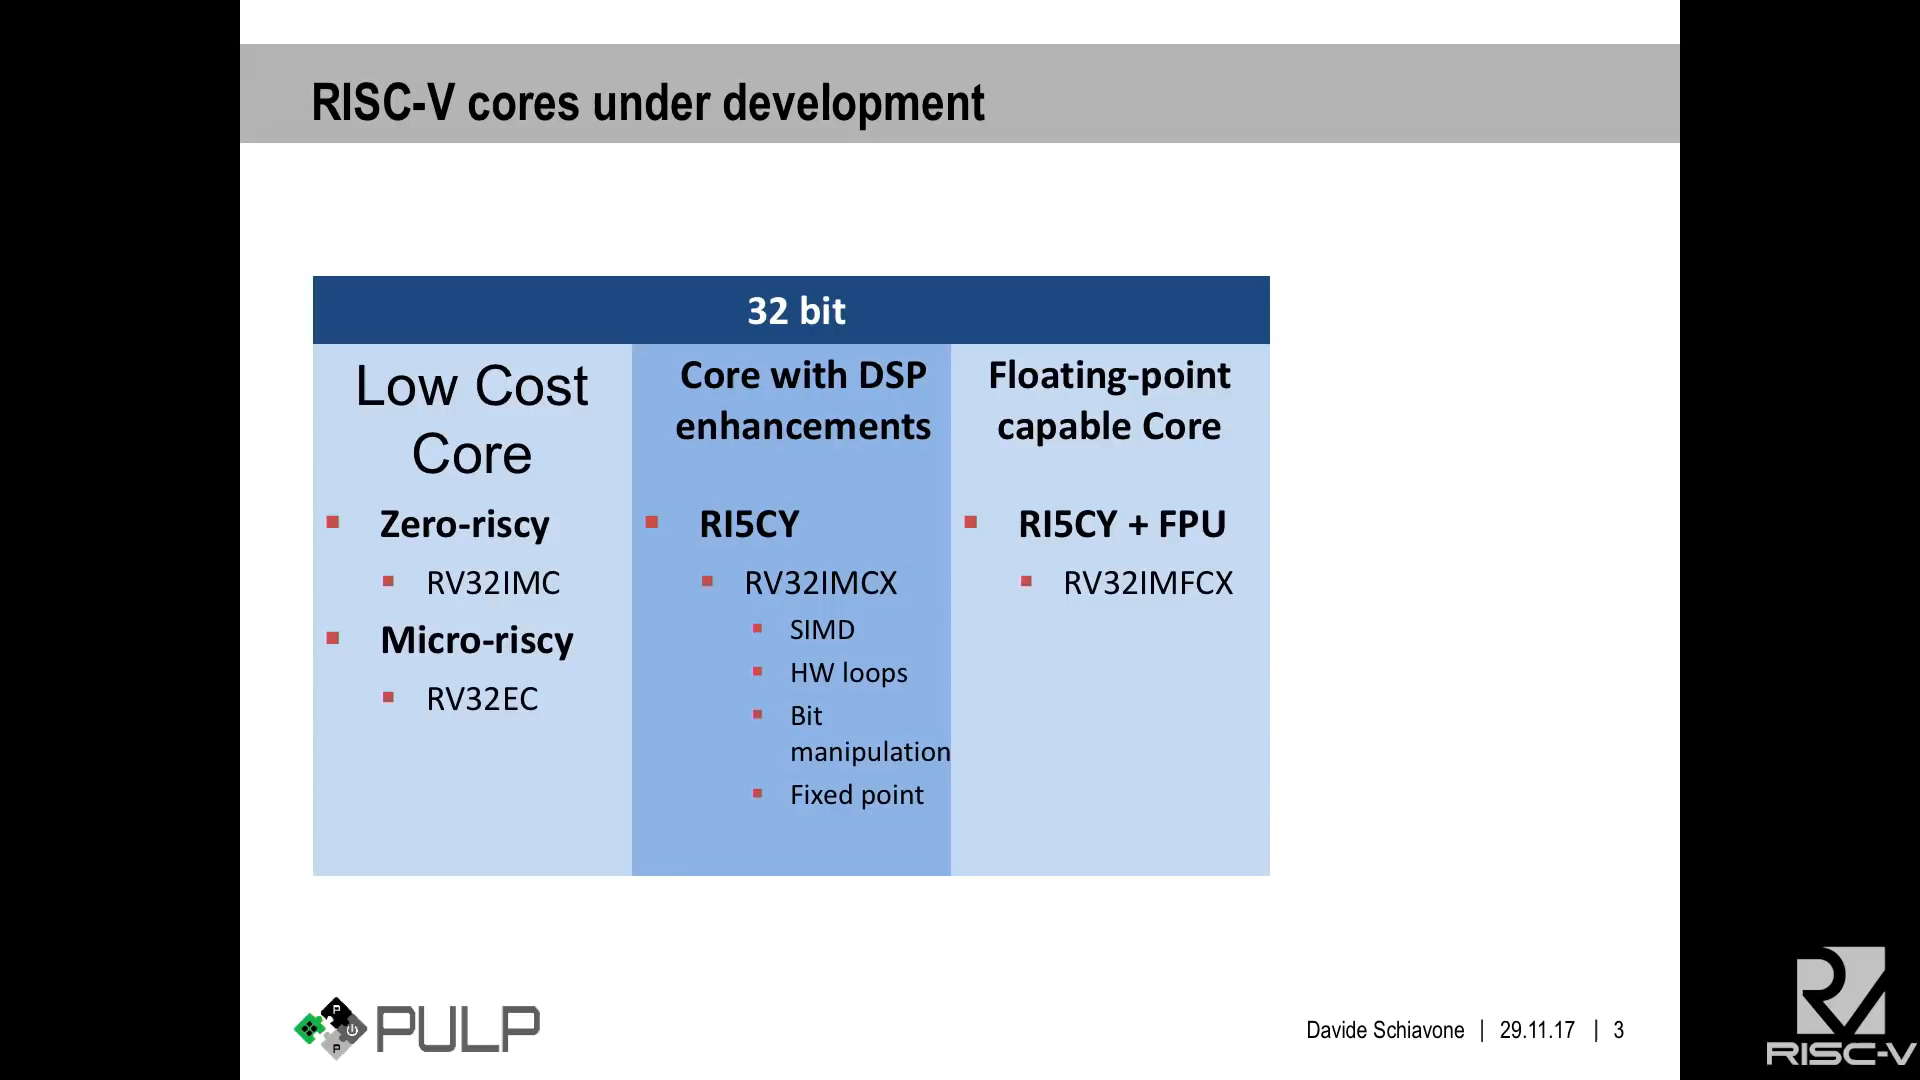 RISC-V cores under development
32 bit
Low Cost
Core
Zero-riscy
RV32IMC
Micro-riscy
RV32EC
Core with DSP
enhancements
RI5CY
RV32IMCX
SIMD
HW loops
Bit
manipulation
Fixed point
Floating-point
capable Core
RI5CY + FPU
RV32IMFCX
P
P
PULP
Davide Schiavone | 29.11.17 | 3
RISC-V